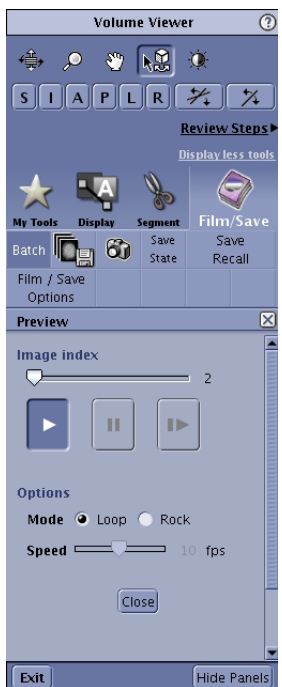 Volume Viewer ?
S I A P L R
Review Steps
Display less tools
My Tools Display Segment Film/Save
Batch Save State Save Recall
Film / Save Options
Preview
Image index
2
Options
Mode Loop Rock
Speed 10 fps
Close
Exit Hide Panels